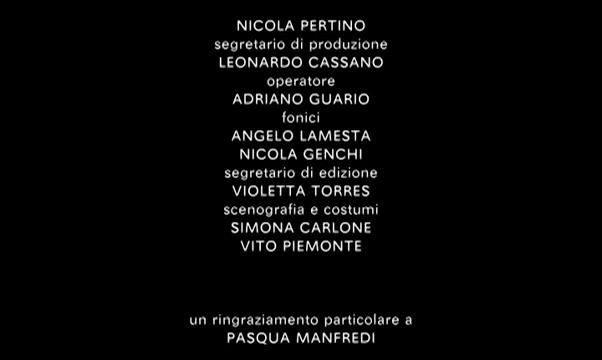 NICOLA PERTINO
segretario di produzione
LEONARDO CASSANO
operatore
ADRIANO GUARIO
fonici
ANGELO LAMESTA
NICOLA GENCHI
segretario di edizione
VIOLETTA TORRES
scenografia e costumi
SIMONA CARLONE
VITO PIEMONTE
un ringraziamento particolare a
PASQUA MANFREDI